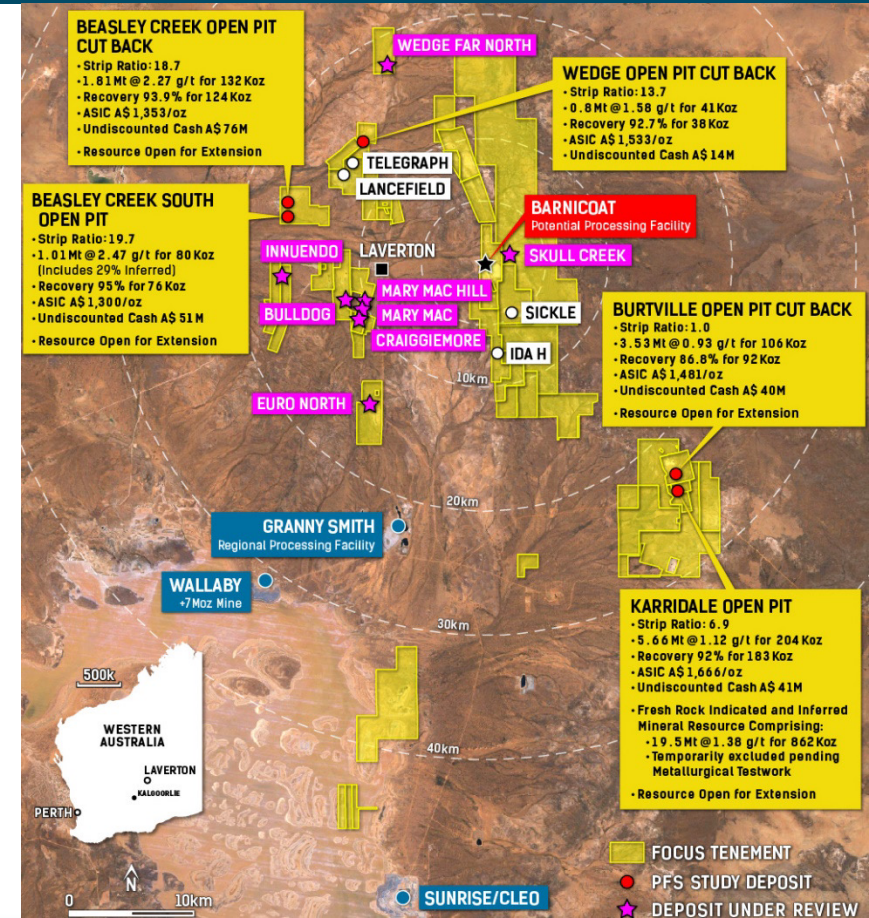 BEASLEY CREEK OPEN PIT
CUT BACK
• Strip Ratio: 18.7
• 1.81Mt @ 2.27 g/t for 132Koz
• Recovery 93.9% for 124Koz
• ASIC A$ 1,353/oz
• Undiscounted Cash A$ 76M
• Resource Open for Extension
WEDGE FAR NORTH
WEDGE OPEN PIT CUT BACK
• Strip Ratio: 13.7
• 0.8Mt @ 1.58 g/t for 41Koz
• Recovery 92.7% for 38Koz
• ASIC A$ 1,533/oz
• Undiscounted Cash A$ 14M
TELEGRAPH
LANCEFIELD
BEASLEY CREEK SOUTH
OPEN PIT
• Strip Ratio: 19.7
• 1.01Mt @ 2.47 g/t for 80Koz
(Includes 29% Inferred)
• Recovery 95% for 76Koz
• ASIC A$ 1,300/oz
• Undiscounted Cash A$ 51M
• Resource Open for Extension
BARNICOAT
Potential Processing Facility
INNUENDO
LAVERTON
SKULL CREEK
MARY MAC HILL
BULLDOG
MARY MAC
CRAIGGIEMORE
SICKLE
IDA H
10km
EURO NORTH
BURTVILLE OPEN PIT CUT BACK
• Strip Ratio: 1.0
• 3.53Mt @ 0.93 g/t for 106Koz
• Recovery 86.8% for 92Koz
• ASIC A$ 1,481/oz
• Undiscounted Cash A$ 40M
• Resource Open for Extension
20km
GRANNY SMITH
Regional Processing Facility
WALLABY
+7Moz Mine
30km
KARRIDALE OPEN PIT
• Strip Ratio: 6.9
• 5.66Mt @ 1.12 g/t for 204Koz
• Recovery 92% for 183Koz
• ASIC A$ 1,666/oz
• Undiscounted Cash A$ 41M
• Fresh Rock Indicated and Inferred
Mineral Resource Comprising:
• 19.5Mt @ 1.38 g/t for 862Koz
• Temporarily excluded pending
Metallurgical Testwork
• Resource Open for Extension
500k
WESTERN
AUSTRALIA
LAVERTON
KALGOORLIE
PERTH
40km
N
0 10km
SUNRISE/CLEO
FOCUS TENEMENT
PFS STUDY DEPOSIT
DEPOSIT UNDER REVIEW